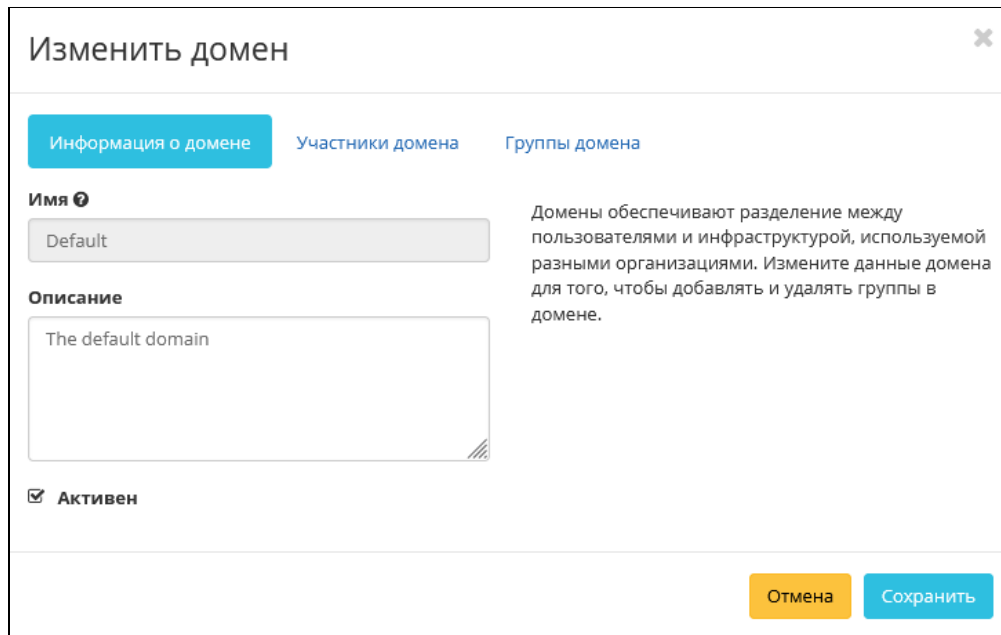 Изменить домен
Информация о домене
Участники домена
Группы домена
Имя
Default
Описание
The default domain
Активен
Домены обеспечивают разделение между
пользователями и инфраструктурой, используемой
разными организациями. Измените данные домена
для того, чтобы добавлять и удалять группы в
домене.
Отмена
Сохранить